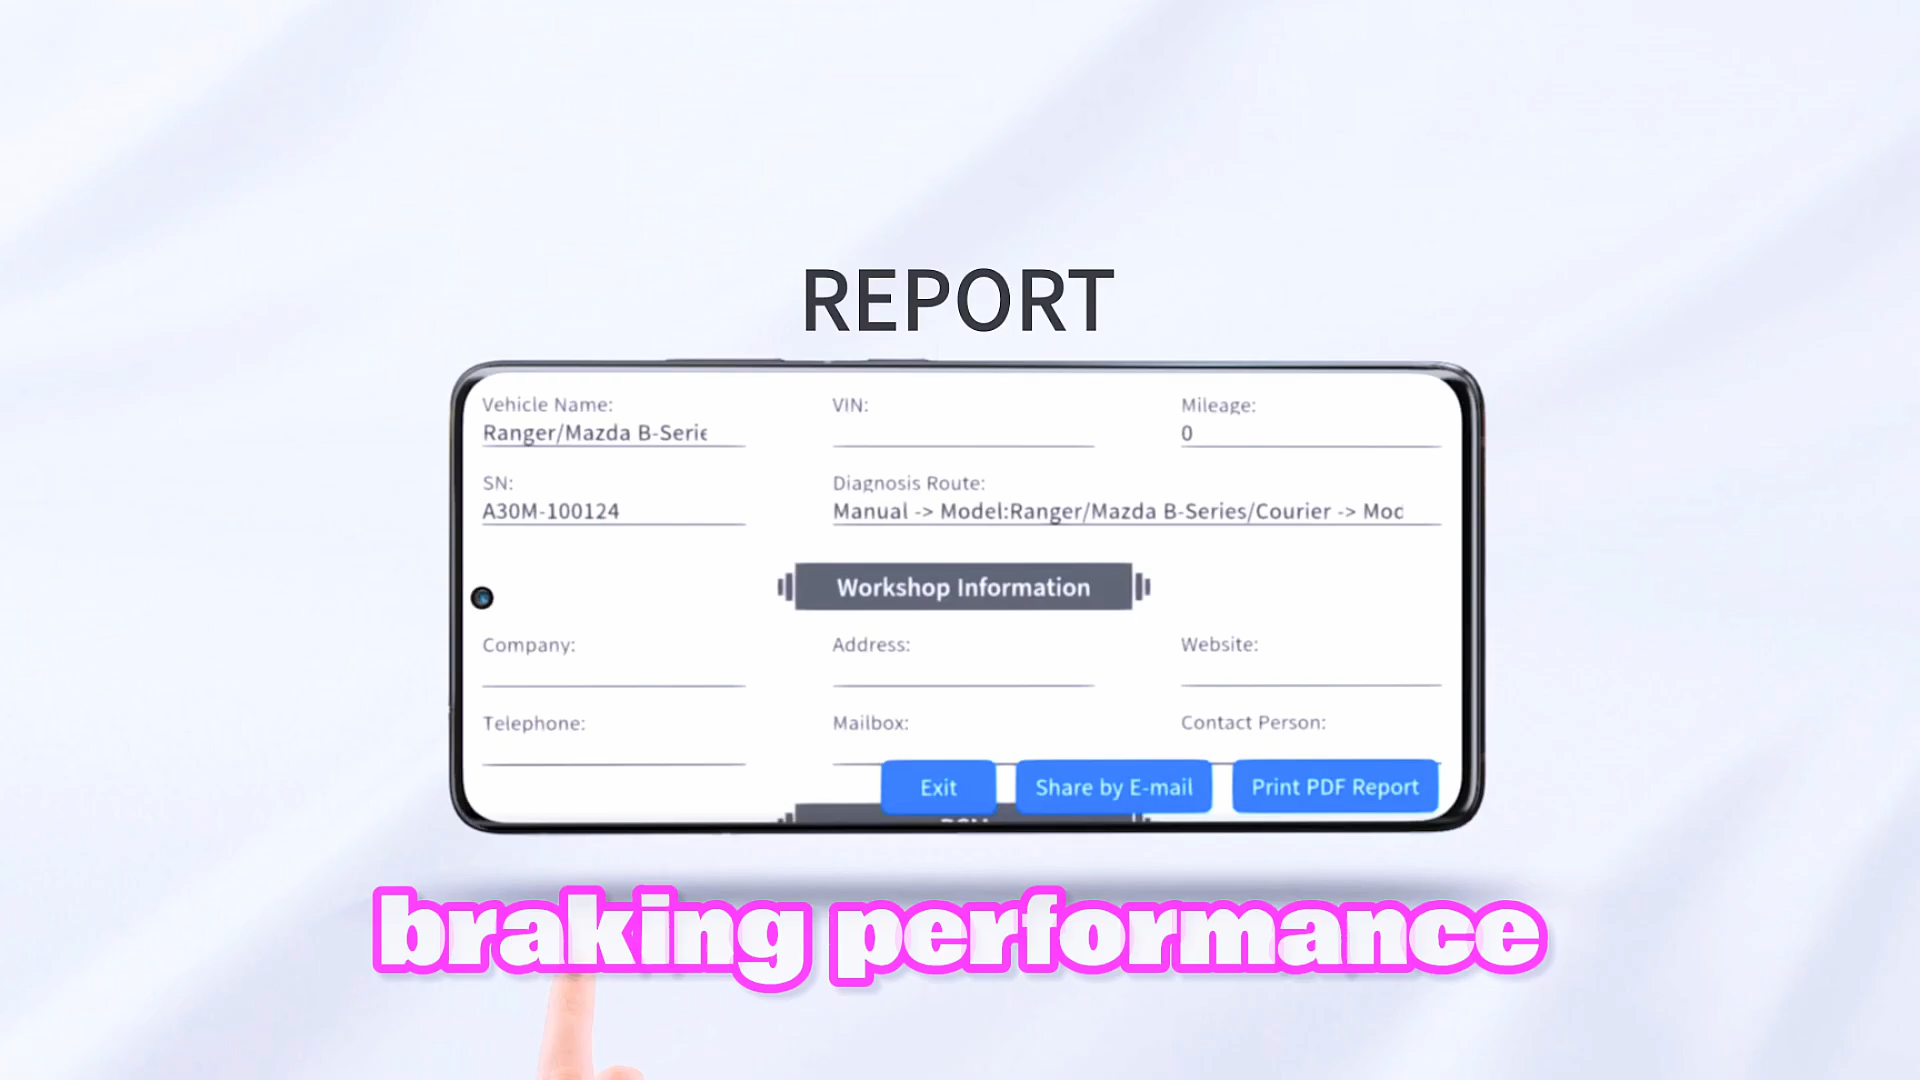 REPORT
Vehicle Name: VIN: Mileage:
Ranger/Mazda B-Serie 0
SN: Diagnosis Route:
A30M-100124 Manual -> Model:Ranger/Mazda B-Series/Courier -> Moc
Workshop Information
Company: Address: Website:
Telephone: Mailbox: Contact Person:
Exit Share by E-mail Print PDF Report
braking performance